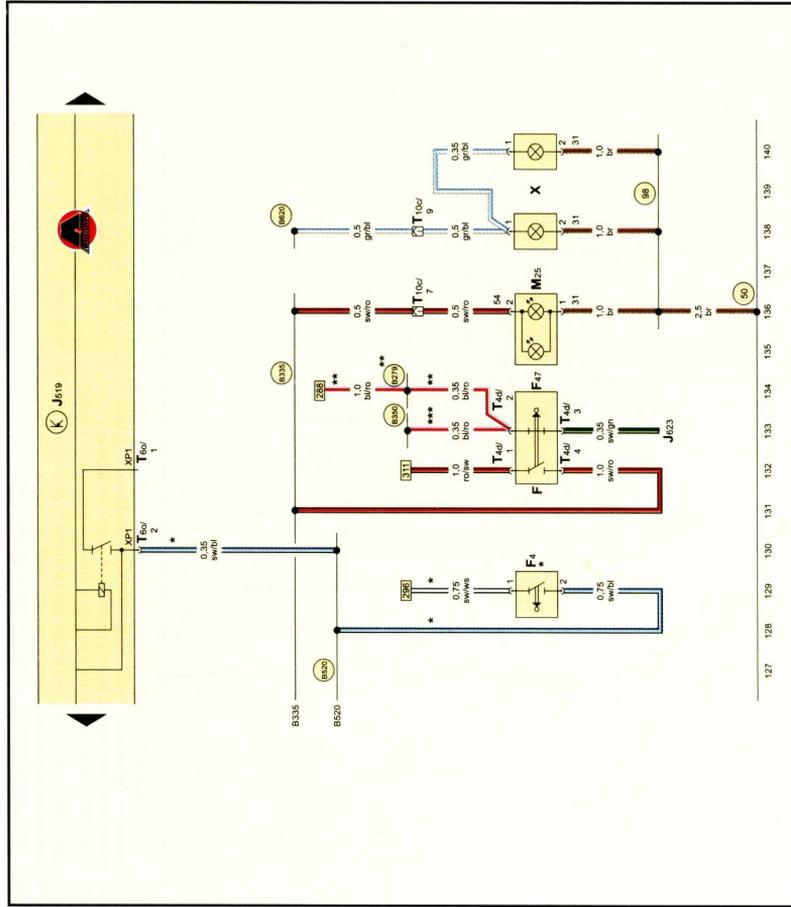 K J519
XP1
T6o/
1
XP1
T6o/
2
*
0,35
sw/bl
B620
0,5
gr/bl
T10c/
9
0,5
gr/bl
0,35
gr/bl
1
1
X
2
31
2
31
1,0
br
1,0
br
98
B335
0,5
sw/ro
T10c/
7
0,5
sw/ro
54
2
M25
1
31
1,0
br
2,5
br
50
288
**
1,0
bl/ro
**
B279
**
0,35
bl/ro
B350
***
0,35
bl/ro
T4d/
2
F47
T4d/
3
0,35
sw/gn
J623
311
1,0
ro/sw
T4d/
1
F
T4d/
4
1,0
sw/ro
296
*
0,75
sw/ws
1
F4
*
2
0,75
sw/bl
*
B520
B335
B520
127 128 129 130 131 132 133 134 135 136 137 138 139 140